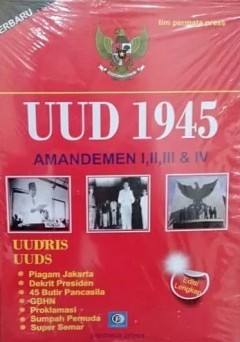 TERBARU
tim permata press
UUD 1945
AMANDEMEN I,II,III & IV
UUDRIS
UUDS
Piagam Jakarta
Dekrit Presiden
45 Butir Pancasila
GBHN
Proklamasi
Sumpah Pemuda
Super Semar
Edisi
Lengkap